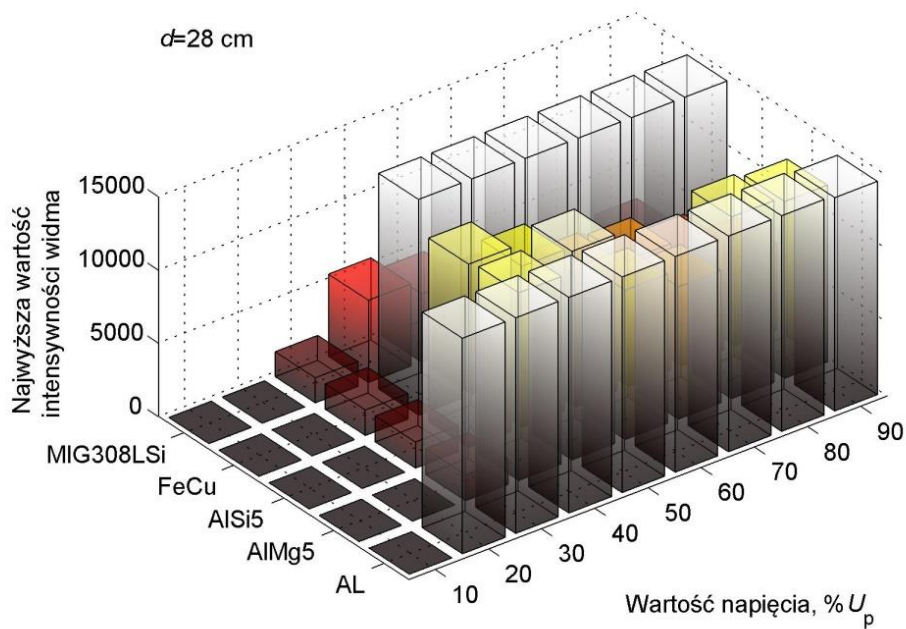 d=28 cm
Najwyższa wartość
intensywności widma
15000
10000
5000
0
MIG308LSi
FeCu
AlSi5
AlMg5
AL
10
20
30
40
50
60
70
80
90
Wartość napięcia, % Up